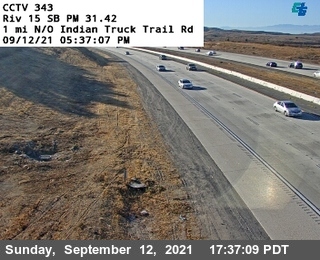 CCTV 343
Riv 15 SB PM 31.42
1 mi N/O Indian Truck Trail Rd
09/12/21 05:37:07 PM
Sunday, September 12, 2021 17:37:09 PDT